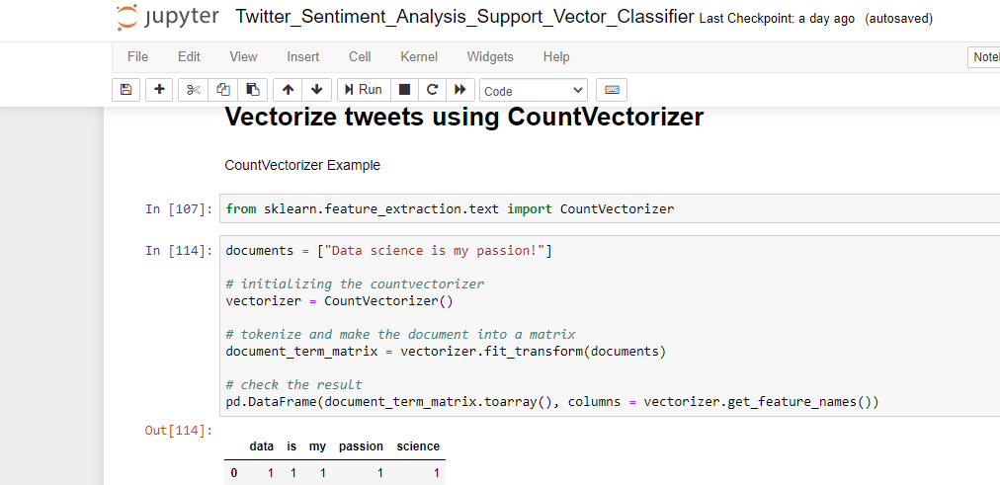 jupyter Twitter_Sentiment_Analysis_Support_Vector_Classifier Last Checkpoint: a day ago (autosaved)
File Edit View Insert Cell Kernel Widgets Help
Run Code
Vectorize tweets using CountVectorizer
CountVectorizer Example
In [107]: from sklearn.feature_extraction.text import CountVectorizer
In [114]: documents = ["Data science is my passion!"]
# initializing the countvectorizer
vectorizer = CountVectorizer()
# tokenize and make the document into a matrix
document_term_matrix = vectorizer.fit_transform(documents)
# check the result
pd.DataFrame(document_term_matrix.toarray(), columns = vectorizer.get_feature_names())
Out[114]:
data is my passion science
0 1 1 1 1 1